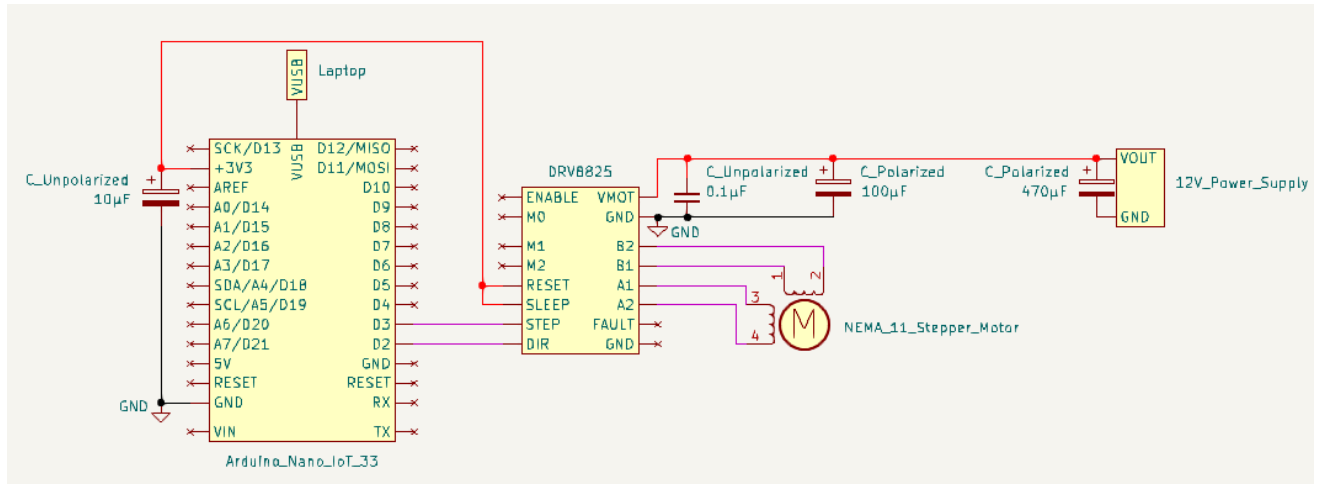 Laptop
VUSB
SCK/D13
+3V3
AREF
A0/D14
A1/D15
A2/D16
A3/D17
SDA/A4/D18
SCL/A5/D19
A6/D20
A7/D21
5V
RESET
GND
VIN
VUSB
D12/MISO
D11/MOSI
D10
D9
D8
D7
D6
D5
D4
D3
D2
GND
RESET
RX
TX
Arduino_Nano_IoT_33
C_Unpolarized
10µF
+
GND
DRV8825
ENABLE
M0
M1
M2
RESET
SLEEP
STEP
DIR
VMOT
GND
B2
B1
A1
A2
FAULT
GND
GND
C_Unpolarized
0.1µF
+
C_Polarized
100µF
C_Polarized
470µF
+
VOUT
GND
12V_Power_Supply
1
2
3
4
M
NEMA_11_Stepper_Motor